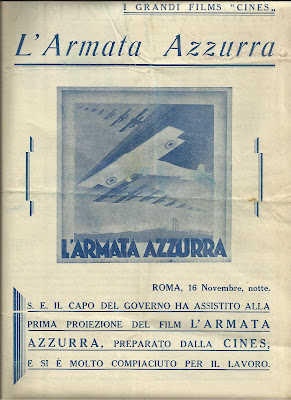 I GRANDI FILMS "CINES„
L'Armata Azzurra
L'ARMATA AZZURRA
ROMA, 16 Novembre, notte.
S. E. IL CAPO DEL GOVERNO HA ASSISTITO ALLA
PRIMA PROIEZIONE DEL FILM L'ARMATA
AZZURRA, PREPARATO DALLA CINES,
E SI È MOLTO COMPIACIUTO PER IL LAVORO.